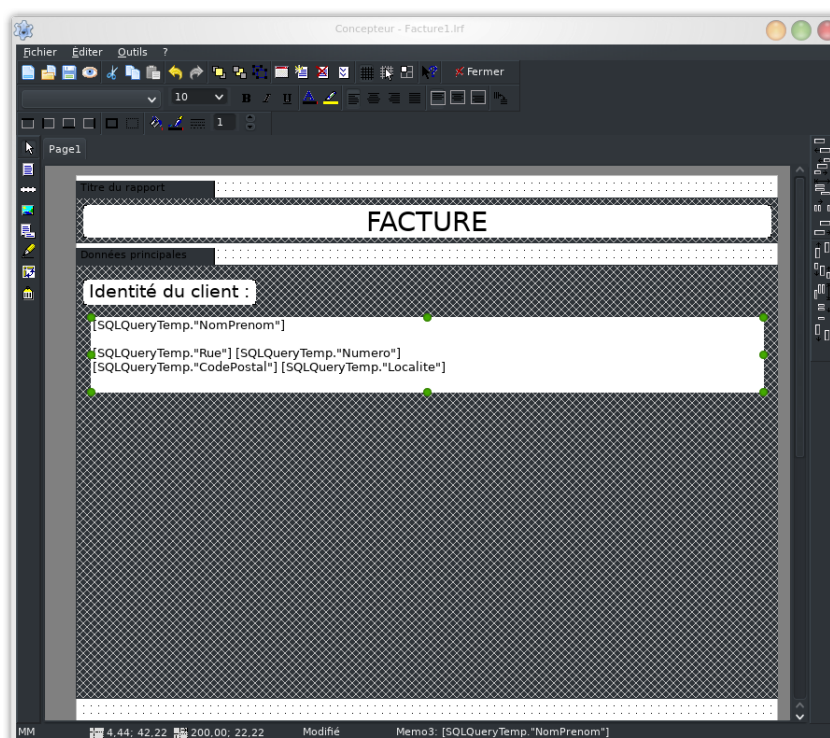 Concepteur - Facture1.lrf
Fichier Éditer Outils ?
Fermer
10
B I U A
1
Page1
Titre du rapport
FACTURE
Données principales
Identité du client :
[SQLQueryTemp."NomPrenom"]
[SQLQueryTemp."Rue"] [SQLQueryTemp."Numero"]
[SQLQueryTemp."CodePostal"] [SQLQueryTemp."Localite"]
MM 4,44; 42,22 200,00; 22,22 Modifié Memo3: [SQLQueryTemp."NomPrenom"]